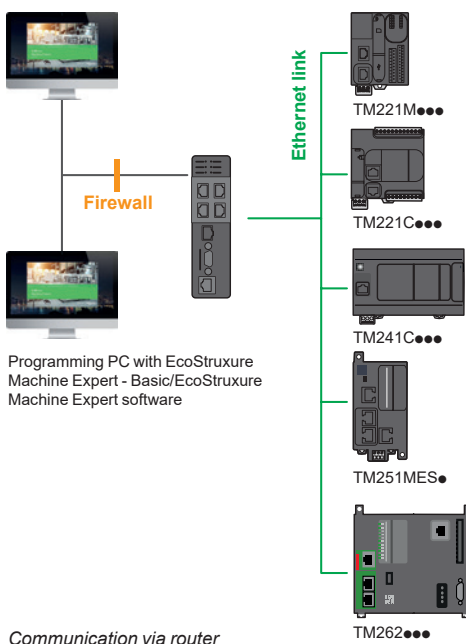 Ethernet link
TM221M●●●
Firewall
TM221C●●●
TM241C●●●
Programming PC with EcoStruxure
Machine Expert - Basic/EcoStruxure
Machine Expert software
TM251MES●
TM262●●●
Communication via router